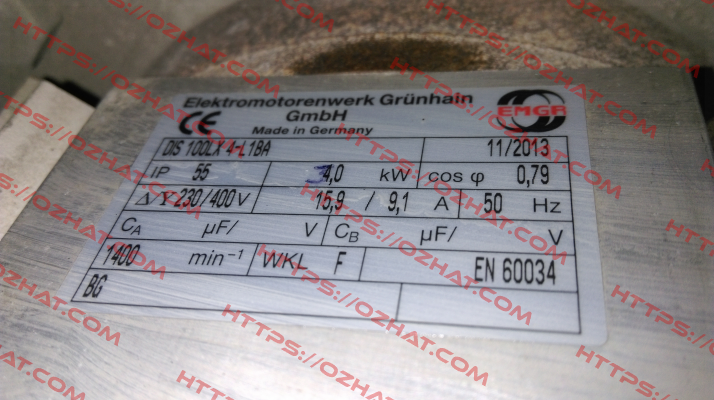 Elektromotorenwerk Grünhain
GmbH
CE
Made in Germany
EMGR
DIS 100LX 4-L1BA 11/2013
IP 55 4,0 kW cos φ 0,79
Δ/Y 230/400 V 15,9 / 9,1 A 50 Hz
CA µF/ V CB µF/ V
1400 min⁻¹ WKL F EN 60034
BG
HTTPS://OZHAT.COM